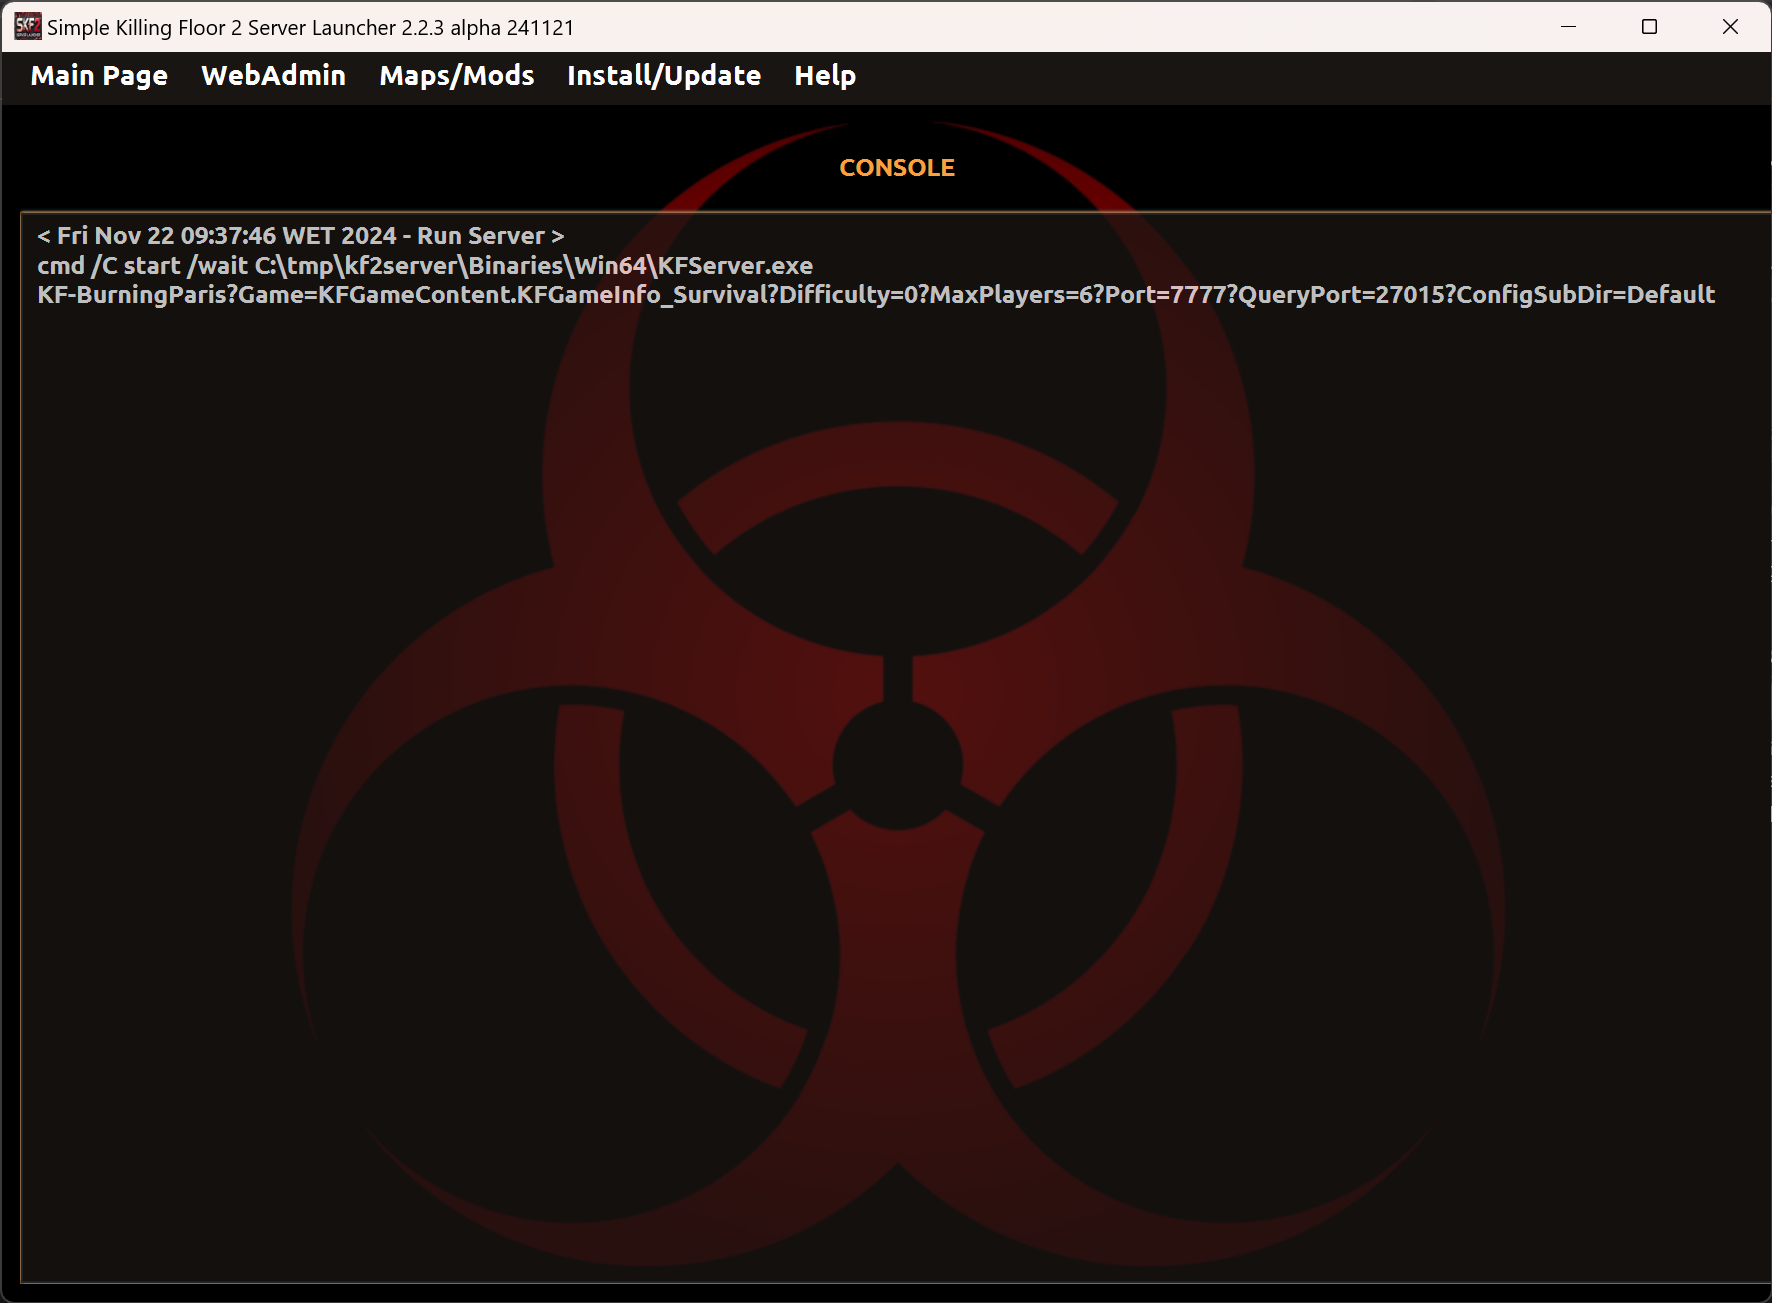 SKF2
Simple Killing Floor 2 Server Launcher 2.2.3 alpha 241121
Main Page WebAdmin Maps/Mods Install/Update Help
CONSOLE
< Fri Nov 22 09:37:46 WET 2024 - Run Server >
cmd /C start /wait C:\tmp\kf2server\Binaries\Win64\KFServer.exe
KF-BurningParis?Game=KFGameContent.KFGameInfo_Survival?Difficulty=0?MaxPlayers=6?Port=7777?QueryPort=27015?ConfigSubDir=Default